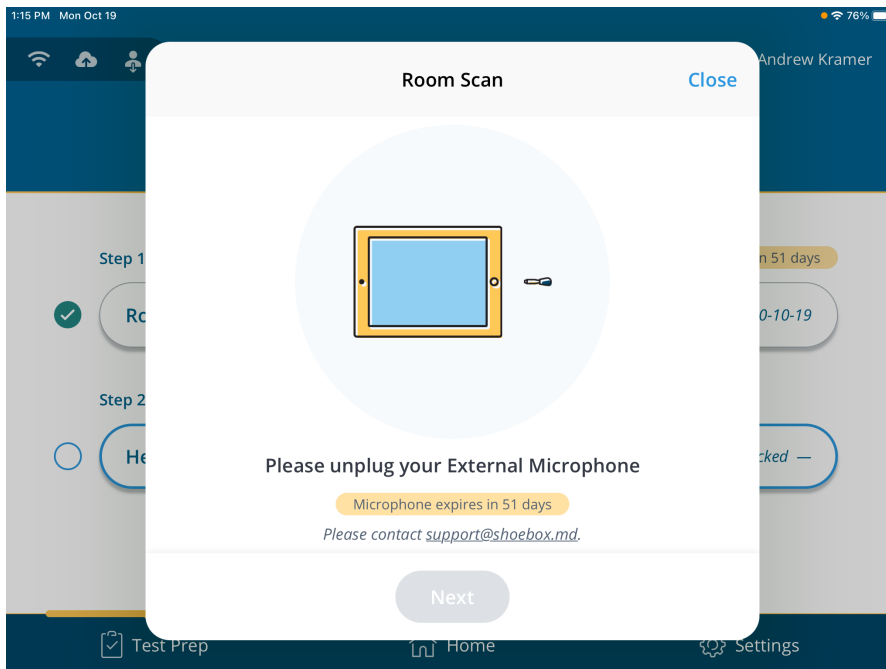 1:15 PM Mon Oct 19
76%
Andrew Kramer
Room Scan
Close
Step 1
n 51 days
Ro
0-10-19
Step 2
He
cked —
Please unplug your External Microphone
Microphone expires in 51 days
Please contact support@shoebox.md.
Next
Test Prep
Home
Settings